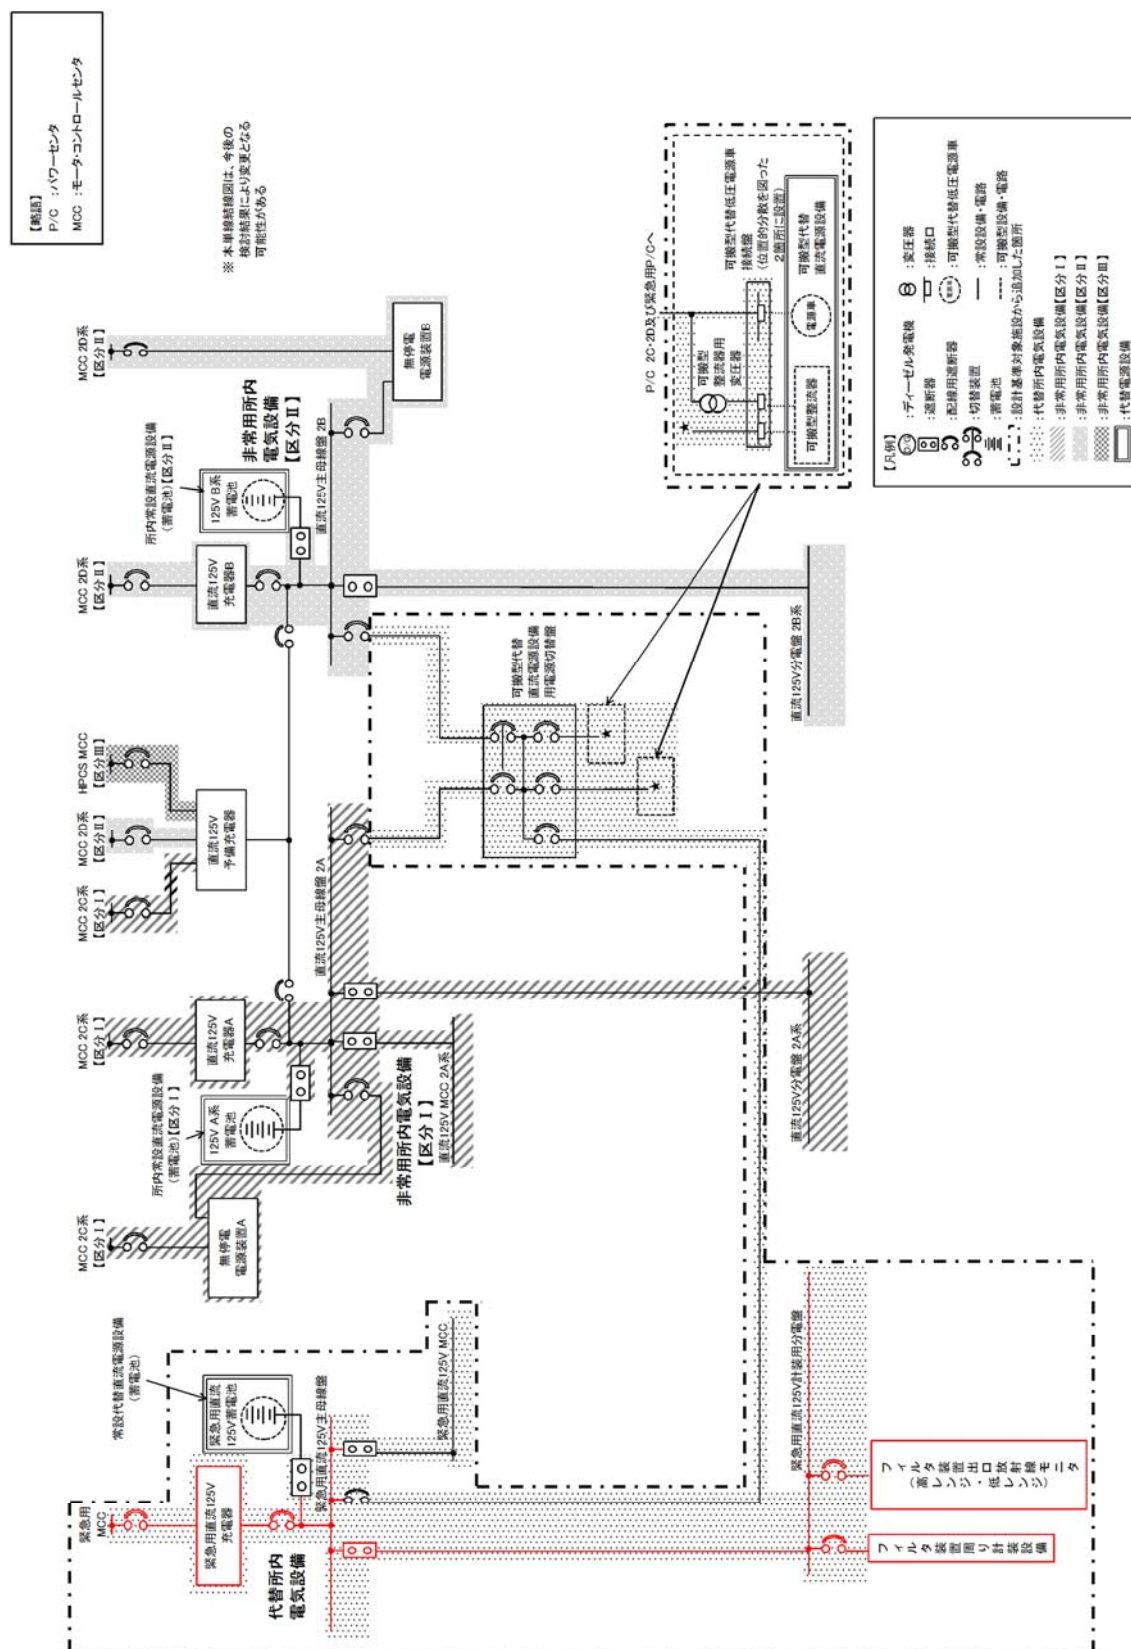 【略語】
P/C ：パワーセンタ
MCC ：モータ・コントロールセンタ
※ 本単線結線図は、今後の
検討結果により変更となる
可能性がある
緊急用
MCC
MCC 2C系
【区分Ⅰ】
MCC 2C系
【区分Ⅰ】
MCC 2C系
【区分Ⅰ】
MCC 2D系
【区分Ⅱ】
HPCS MCC
【区分Ⅲ】
MCC 2D系
【区分Ⅱ】
MCC 2D系
【区分Ⅱ】
常設代替直流電源設備
（蓄電池）
所内常設直流電源設備
（蓄電池）【区分Ⅰ】
所内常設直流電源設備
（蓄電池）【区分Ⅱ】
緊急用直流125V
充電器
緊急用直流
125V蓄電池
無停電
電源装置A
125V A系
蓄電池
直流125V
充電器A
直流125V
予備充電器
直流125V
充電器B
125V B系
蓄電池
非常用所内
電気設備
【区分Ⅱ】
無停電
電源装置B
代替所内
電気設備
緊急用直流125V主母線盤
直流125V主母線盤 2A
直流125V主母線盤 2B
非常用所内電気設備
【区分Ⅰ】
緊急用直流125V MCC
直流125V MCC 2A系
可搬型代替
直流電源設備
用電源切替盤
★
★
緊急用直流125V計装用分電盤
直流125V分電盤 2A系
直流125V分電盤 2B系
フィルタ装置周り計装設備
フィルタ装置出口放射線モニタ
（高レンジ・低レンジ）
P/C 2C・2D及び緊急用P/Cへ
★
可搬型
整流器用
変圧器
可搬型代替低圧電源車
接続盤
（位置的分散を図った
2箇所に設置）
可搬型整流器
電源車
可搬型代替
直流電源設備
【凡例】
D/G
：ディーゼル発電機
：遮断器
：配線用遮断器
：切替装置
：蓄電池
：設計基準対象施設から追加した箇所
：代替所内電気設備
：非常用所内電気設備【区分Ⅰ】
：非常用所内電気設備【区分Ⅱ】
：非常用所内電気設備【区分Ⅲ】
：代替電源設備
：変圧器
：接続口
：可搬型代替低圧電源車
：常設設備・電路
：可搬型設備・電路